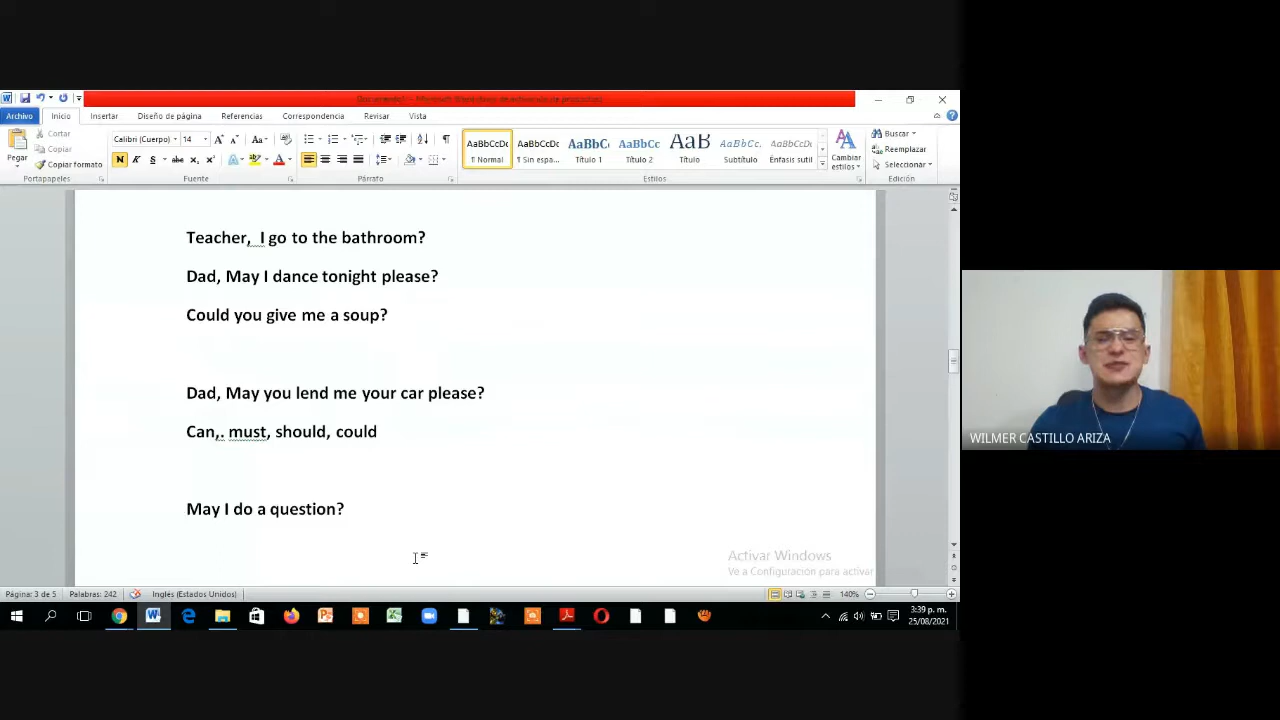 Archivo Inicio Insertar Diseño de página Referencias Correspondencia Revisar Vista
Pegar
Cortar
Copiar
Copiar formato
Portapapeles
Calibri (Cuerpo) 14
Fuente
Párrafo
AaBbCcDc AaBbCcDc AaBbC AaBbCc AaB AaBbCc. AaBbCcDc
¶ Normal ¶ Sin espa... Título 1 Título 2 Título Subtítulo Énfasis sutil
Estilos
Cambiar estilos
Buscar
Reemplazar
Seleccionar
Edición
Teacher,  I go to the bathroom?
Dad, May I dance tonight please?
Could you give me a soup?
Dad, May you lend me your car please?
Can,. must, should, could
May I do a question?
Activar Windows
Ve a Configuración para activar
Página: 3 de 5 Palabras: 242 Inglés (Estados Unidos) 140%
3:39 p. m.
25/08/2021
WILMER CASTILLO ARIZA